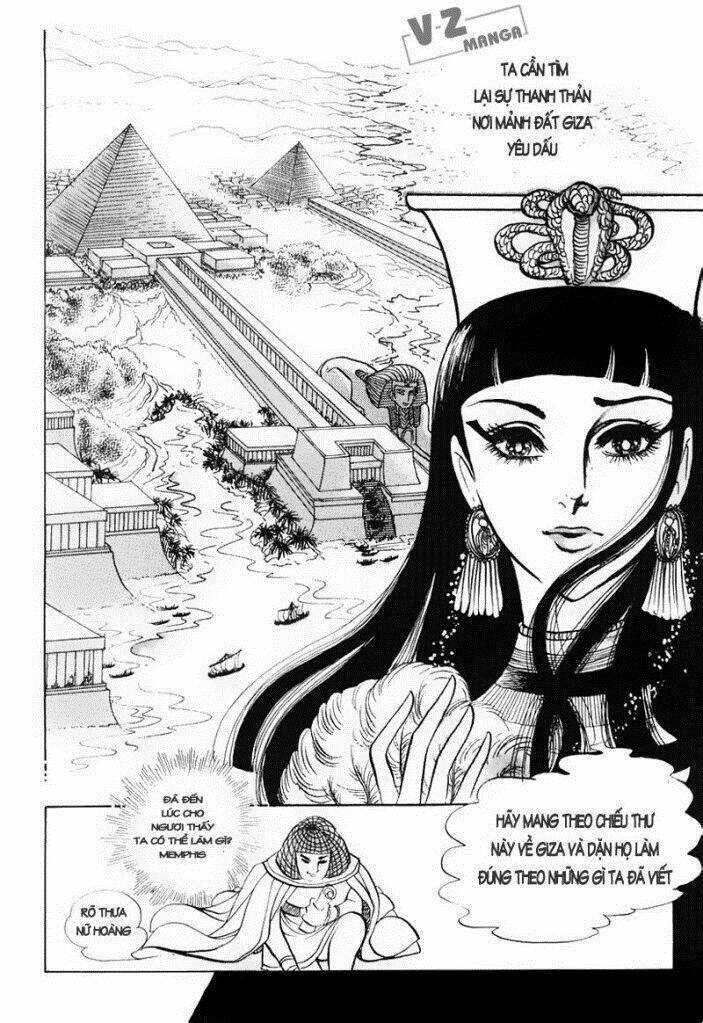 V-Z
MANGA
TA CẦN TÌM
LẠI SỰ THANH THẢN
NƠI MẢNH ĐẤT GIZA
YÊU DẤU
HÃY MANG THEO CHIẾU THƯ
NÀY VỀ GIZA VÀ DẶN HỌ LÀM
ĐÚNG THEO NHỮNG GÌ TA ĐÃ VIẾT
ĐÃ ĐẾN
LÚC CHO
NGƯƠI THẤY
TA CÓ THỂ LÀM GÌ?
MEMPHIS
RÕ THƯA
NỮ HOÀNG